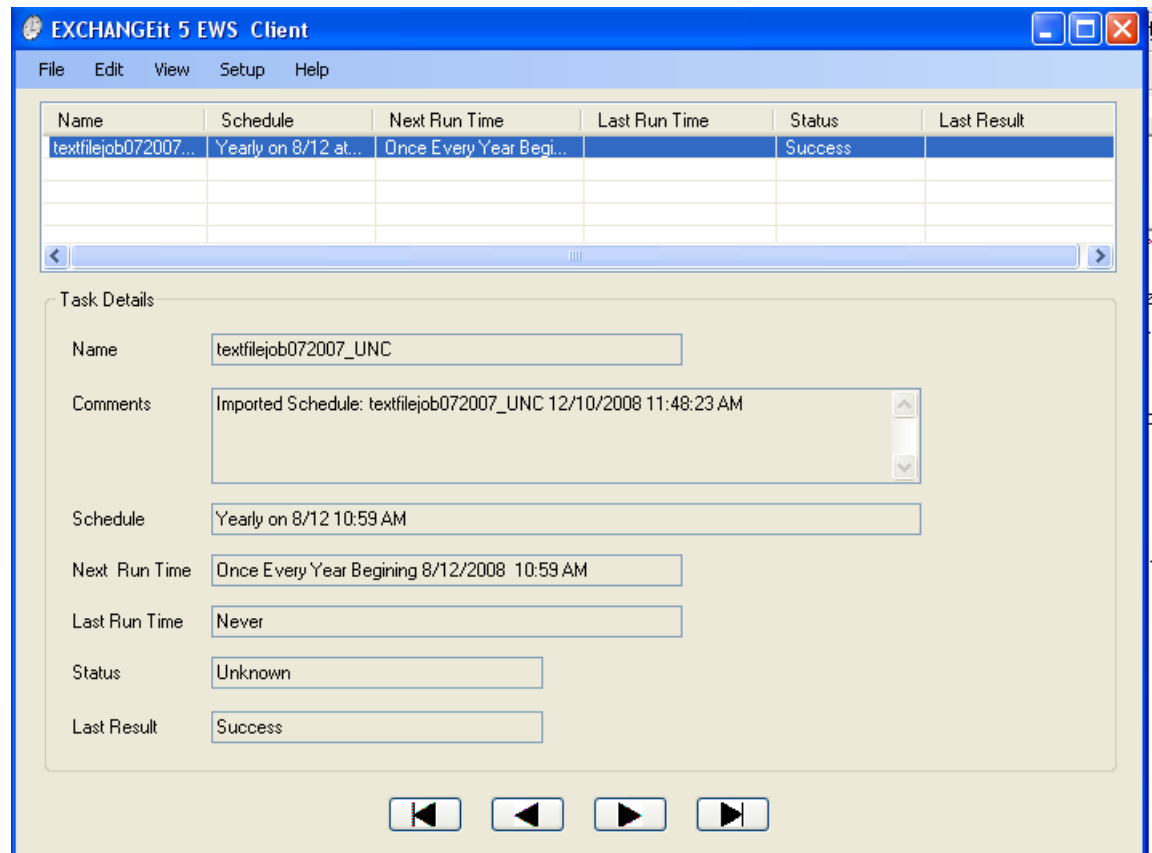 EXCHANGEit 5 EWS Client
File Edit View Setup Help
Name Schedule Next Run Time Last Run Time Status Last Result
textfilejob072007... Yearly on 8/12 at... Once Every Year Begi... Success
Task Details
Name textfilejob072007_UNC
Comments Imported Schedule: textfilejob072007_UNC 12/10/2008 11:48:23 AM
Schedule Yearly on 8/12 10:59 AM
Next Run Time Once Every Year Begining 8/12/2008 10:59 AM
Last Run Time Never
Status Unknown
Last Result Success